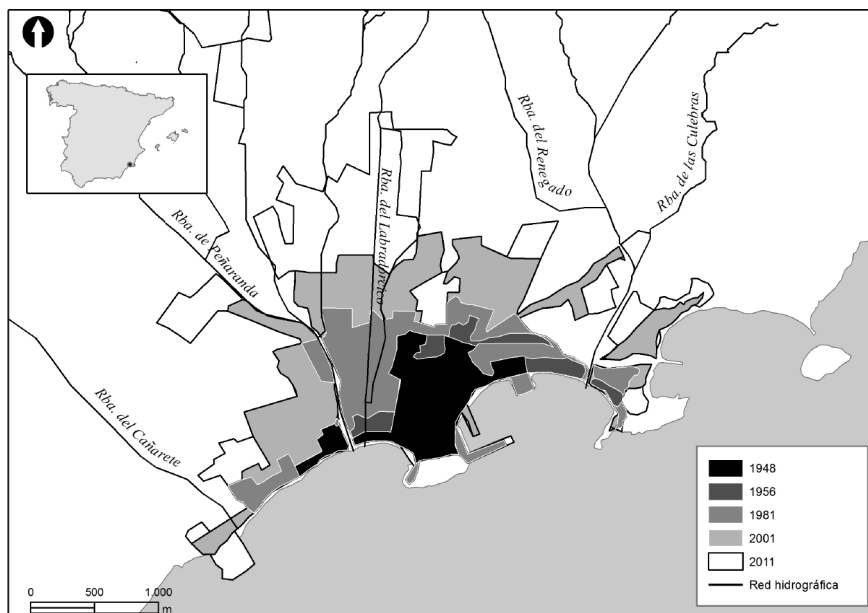 Rba. de Peñaranda
Rba. del Labradorcico
Rba. del Renegado
Rba. de las Culebras
Rba. del Cañarete
1948
1956
1981
2001
2011
Red hidrográfica
0 500 1.000
m